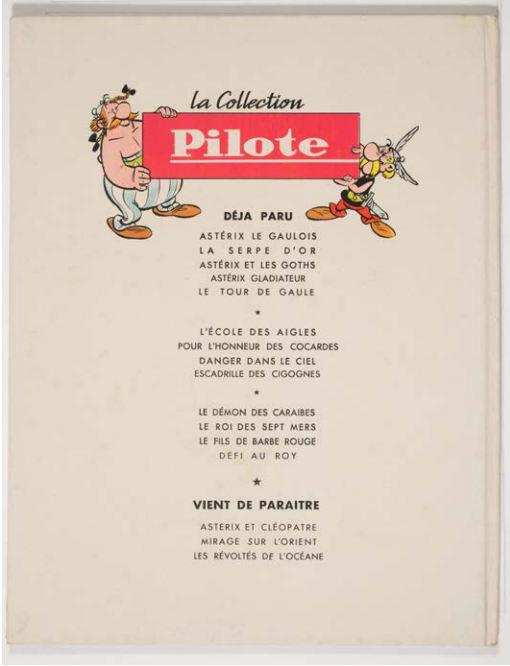 la Collection
Pilote
DÉJA PARU
ASTÉRIX LE GAULOIS
LA SERPE D'OR
ASTÉRIX ET LES GOTHS
ASTÉRIX GLADIATEUR
LE TOUR DE GAULE
★
L'ÉCOLE DES AIGLES
POUR L'HONNEUR DES COCARDES
DANGER DANS LE CIEL
ESCADRILLE DES CIGOGNES
★
LE DÉMON DES CARAIBES
LE ROI DES SEPT MERS
LE FILS DE BARBE ROUGE
DÉFI AU ROY
★
VIENT DE PARAITRE
ASTERIX ET CLÉOPATRE
MIRAGE SUR L'ORIENT
LES RÉVOLTÉS DE L'OCÉANE